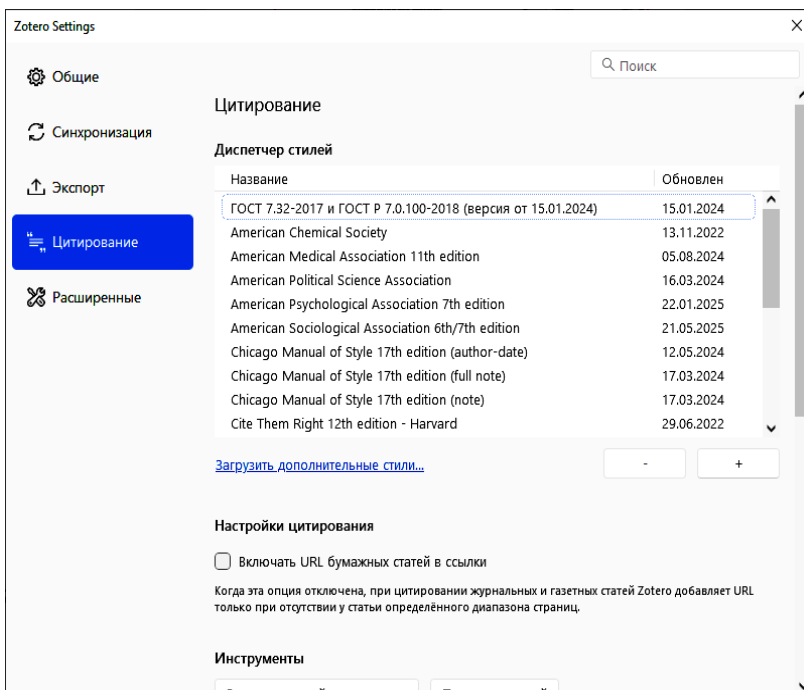 Zotero Settings
Поиск
Общие
Синхронизация
Экспорт
Цитирование
Расширенные
Цитирование
Диспетчер стилей
Название Обновлен
ГОСТ 7.32-2017 и ГОСТ Р 7.0.100-2018 (версия от 15.01.2024) 15.01.2024
American Chemical Society 13.11.2022
American Medical Association 11th edition 05.08.2024
American Political Science Association 16.03.2024
American Psychological Association 7th edition 22.01.2025
American Sociological Association 6th/7th edition 21.05.2025
Chicago Manual of Style 17th edition (author-date) 12.05.2024
Chicago Manual of Style 17th edition (full note) 17.03.2024
Chicago Manual of Style 17th edition (note) 17.03.2024
Cite Them Right 12th edition - Harvard 29.06.2022
Загрузить дополнительные стили...
- +
Настройки цитирования
Включать URL бумажных статей в ссылки
Когда эта опция отключена, при цитировании журнальных и газетных статей Zotero добавляет URL
только при отсутствии у статьи определённого диапазона страниц.
Инструменты